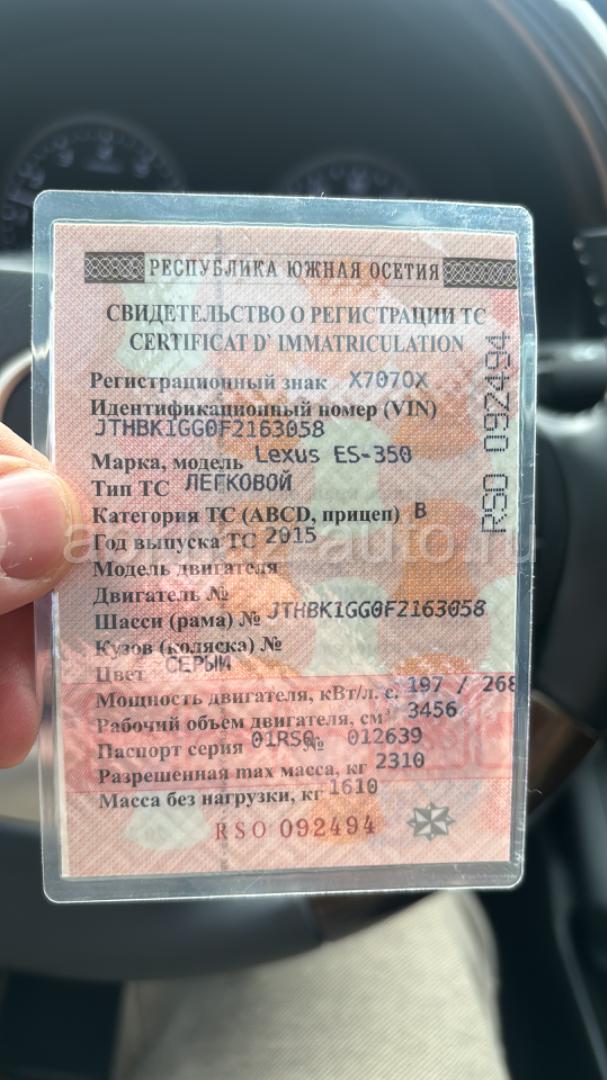 РЕСПУБЛИКА ЮЖНАЯ ОСЕТИЯ
СВИДЕТЕЛЬСТВО О РЕГИСТРАЦИИ ТС
CERTIFICAT D' IMMATRICULATION
Регистрационный знак X707OX
Идентификационный номер (VIN)
JTHBK1GG0F2163058
Марка, модель Lexus ES-350
Тип ТС ЛЕГКОВОЙ
Категория ТС (ABCD, прицеп) B
Год выпуска ТС 2015
Модель двигателя
Двигатель №
Шасси (рама) № JTHBK1GG0F2163058
Кузов (коляска) №
Цвет СЕРЫЙ
Мощность двигателя, кВт/л. с. 197 / 268
Рабочий объем двигателя, см³ 3456
Паспорт серия 01RSO № 012639
Разрешенная max масса, кг 2310
Масса без нагрузки, кг 1610
RSO 092494
RSO 092494